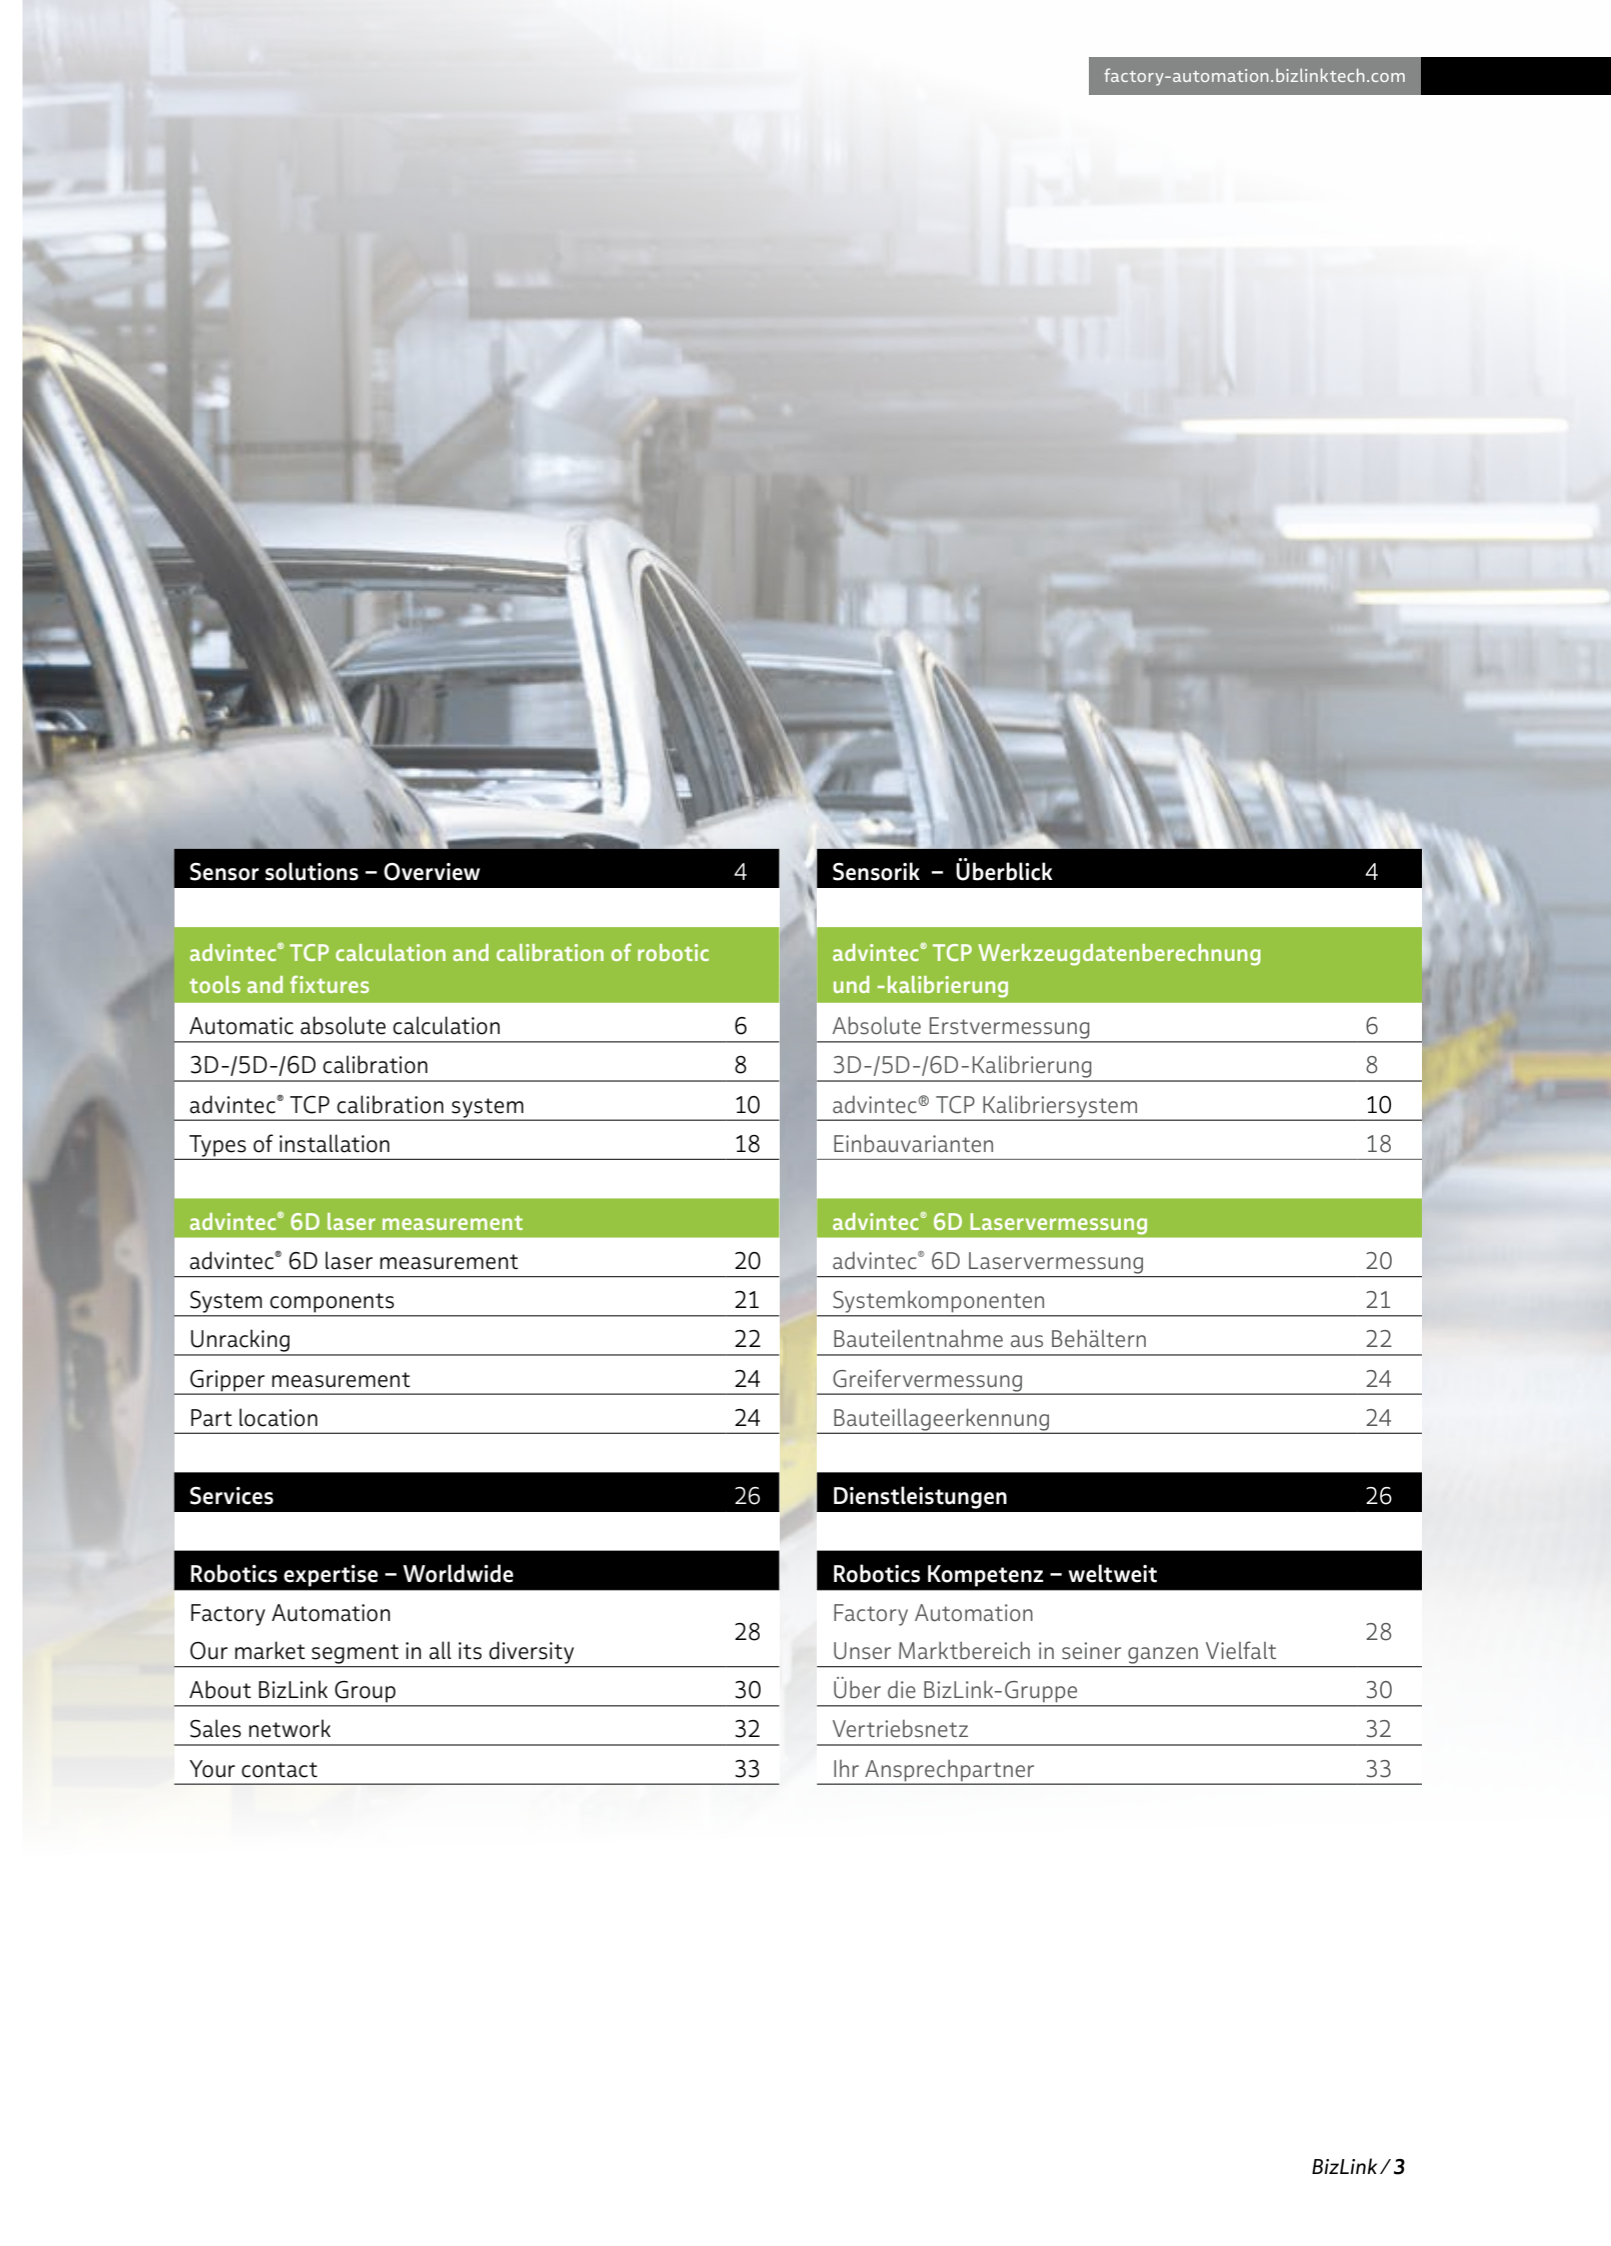 factory-automation.bizlinktech.com
Sensor solutions – Overview 4
advintec® TCP calculation and calibration of robotic
tools and fixtures
Automatic absolute calculation 6
3D-/5D-/6D calibration 8
advintec® TCP calibration system 10
Types of installation 18
advintec® 6D laser measurement
advintec® 6D laser measurement 20
System components 21
Unracking 22
Gripper measurement 24
Part location 24
Services 26
Robotics expertise – Worldwide
Factory Automation
Our market segment in all its diversity 28
About BizLink Group 30
Sales network 32
Your contact 33
Sensorik – Überblick 4
advintec® TCP Werkzeugdatenberechnung
und -kalibrierung
Absolute Erstvermessung 6
3D-/5D-/6D-Kalibrierung 8
advintec® TCP Kalibriersystem 10
Einbauvarianten 18
advintec® 6D Laservermessung
advintec® 6D Laservermessung 20
Systemkomponenten 21
Bauteilentnahme aus Behältern 22
Greifervermessung 24
Bauteillageerkennung 24
Dienstleistungen 26
Robotics Kompetenz – weltweit
Factory Automation
Unser Marktbereich in seiner ganzen Vielfalt 28
Über die BizLink-Gruppe 30
Vertriebsnetz 32
Ihr Ansprechpartner 33
BizLink / 3